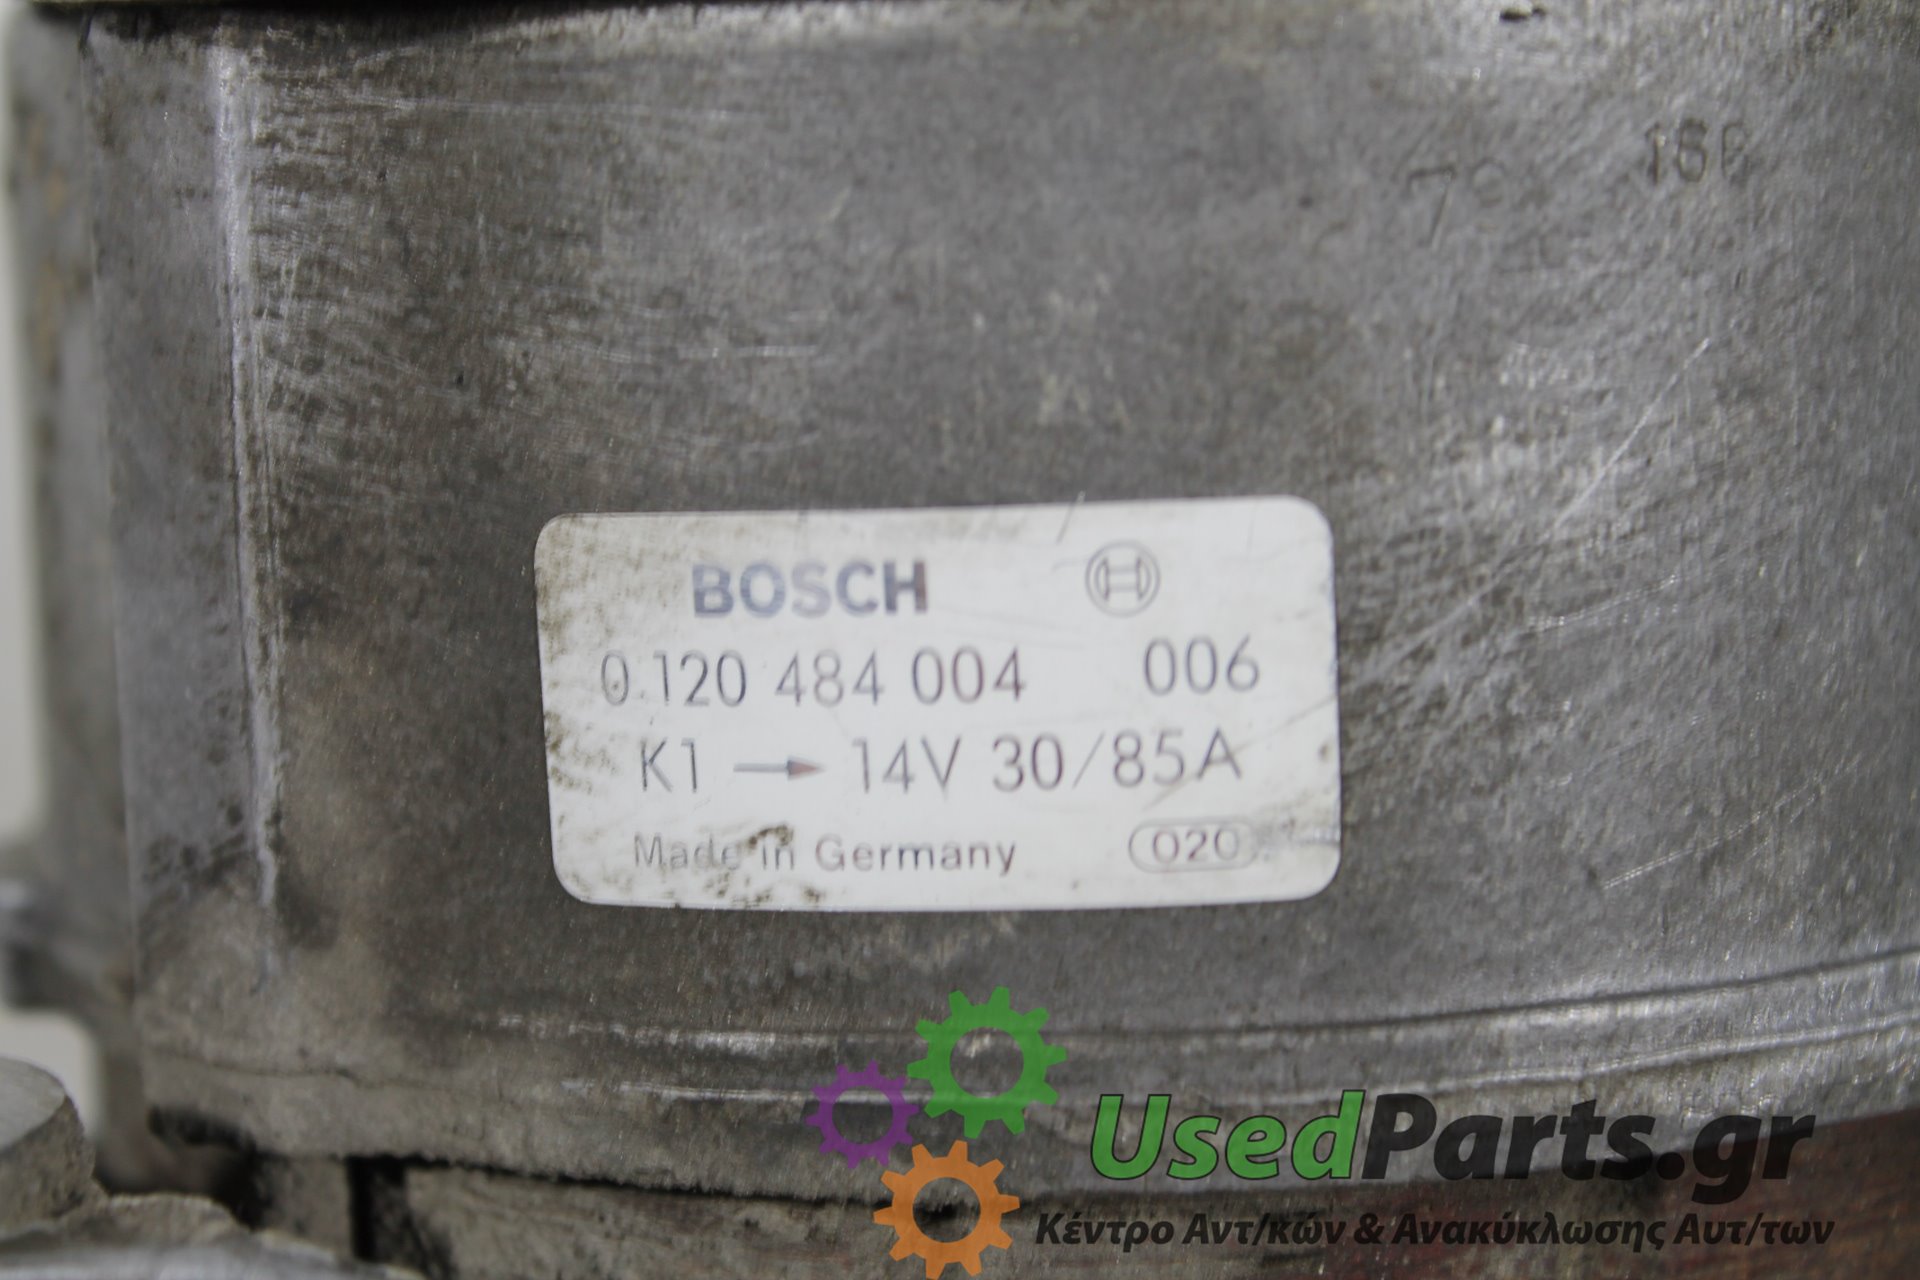 BOSCH
0 120 484 004 006
K1 → 14V 30/85A
Made in Germany 020
UsedParts.gr
Κέντρο Αντ/κών & Ανακύκλωσης Αυτ/των